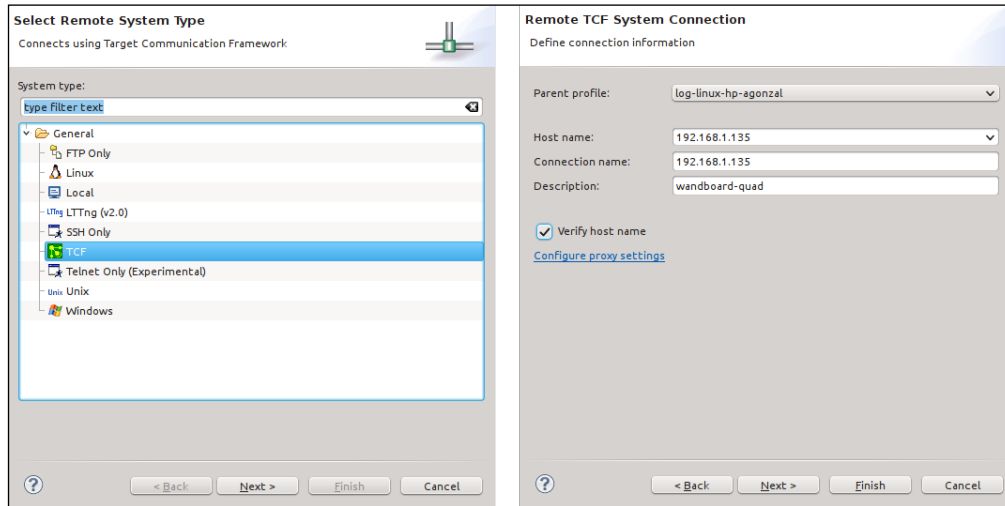 Select Remote System Type
Connects using Target Communication Framework
System type:
type filter text
General
FTP Only
Linux
Local
LTTng LTTng (v2.0)
SSH Only
TCF
Telnet Only (Experimental)
Unix Unix
Windows
?
< Back
Next >
Finish
Cancel
Remote TCF System Connection
Define connection information
Parent profile: log-linux-hp-agonzal
Host name: 192.168.1.135
Connection name: 192.168.1.135
Description: wandboard-quad
Verify host name
Configure proxy settings
?
< Back
Next >
Finish
Cancel